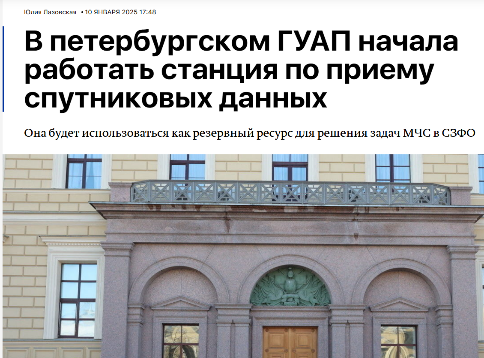 Юлия Лазовская • 10 ЯНВАРЯ 2025 17:48
В петербургском ГУАП начала
работать станция по приему
спутниковых данных
Она будет использоваться как резервный ресурс для решения задач МЧС в СЗФО